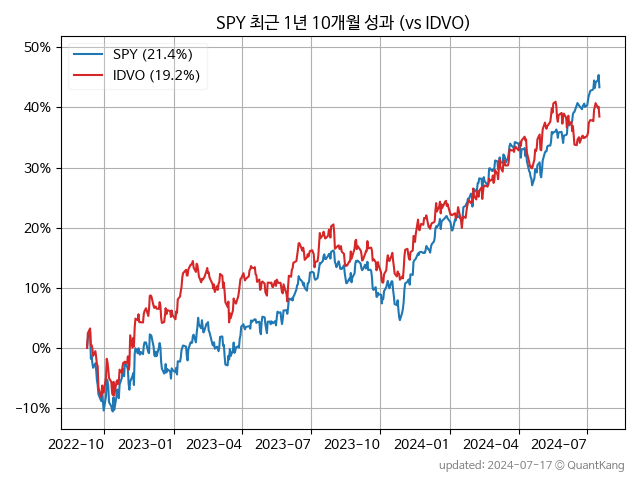 SPY 최근 1년 10개월 성과 (vs IDVO)
SPY (21.4%)
IDVO (19.2%)
50%
40%
30%
20%
10%
0%
−10%
2022−10 2023−01 2023−04 2023−07 2023−10 2024−01 2024−04 2024−07
updated: 2024-07-17 © QuantKang